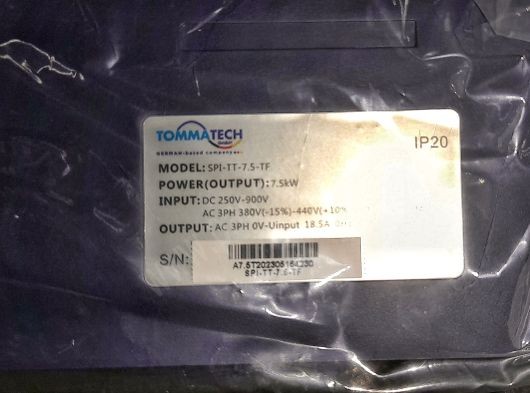 TOMMATECH
GmbH
GERMAN-based company
IP20
MODEL: SPI-TT-7.5-TF
POWER(OUTPUT): 7.5kW
INPUT: DC 250V-900V
AC 3PH 380V(-15%)-440V(+10%
OUTPUT: AC 3PH 0V-Uinput 18.5A
S/N:
A7.5T202305164230
SPI-TT-7.5-TF